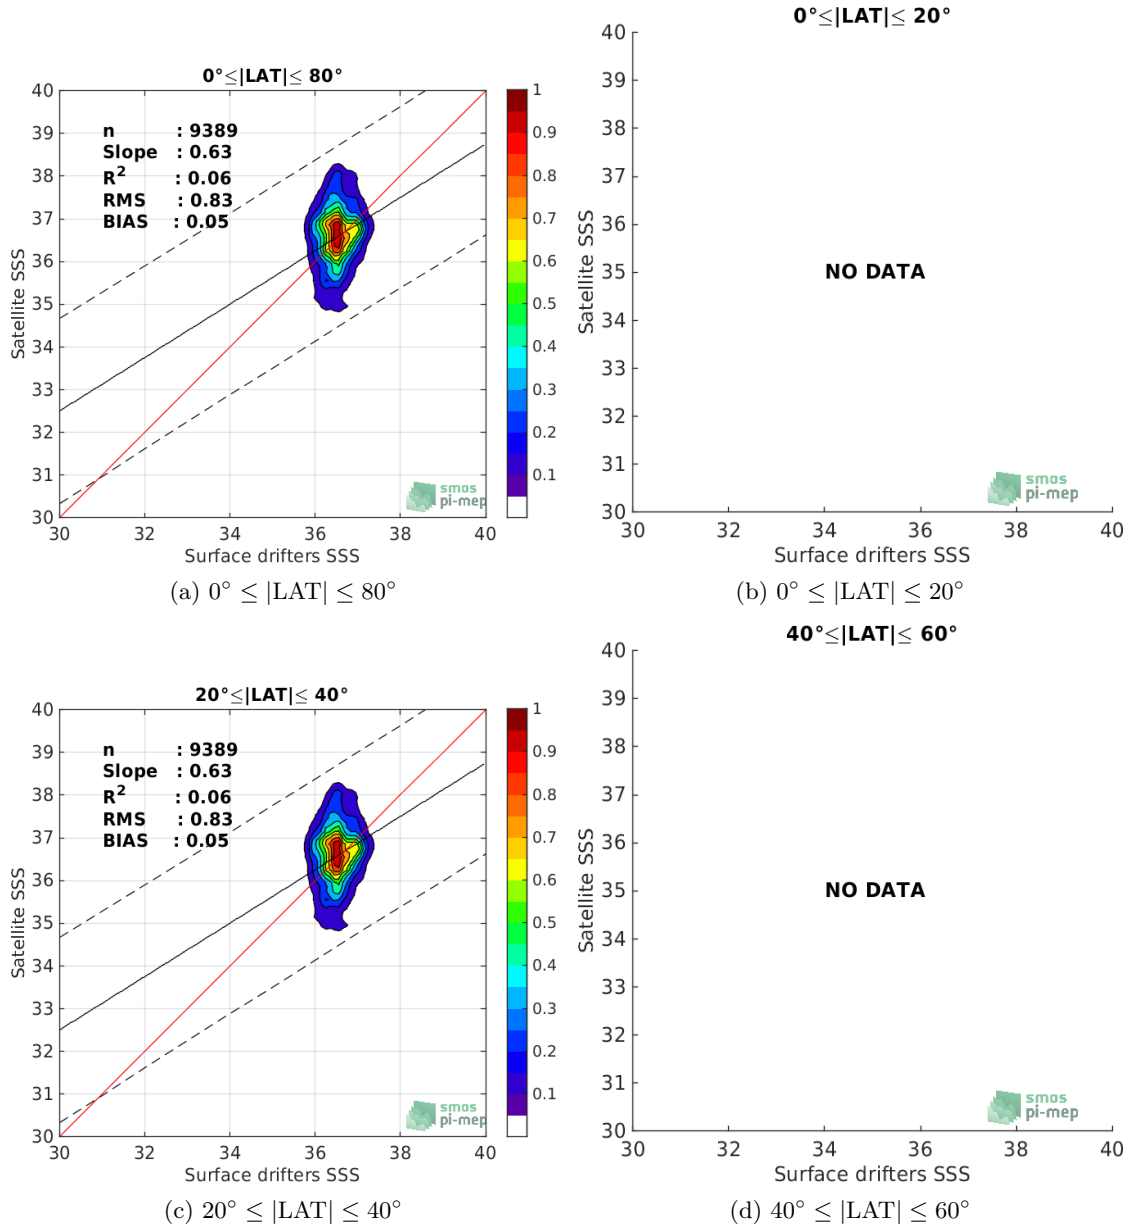 0°≤|LAT|≤ 80°
40
39
38
37
36
35
34
33
32
31
30
Satellite SSS
n : 9389
Slope : 0.63
R² : 0.06
RMS : 0.83
BIAS : 0.05
1
0.9
0.8
0.7
0.6
0.5
0.4
0.3
0.2
0.1
smos
pi-mep
30 32 34 36 38 40
Surface drifters SSS
(a) 0° ≤ |LAT| ≤ 80°
0°≤|LAT|≤ 20°
40
39
38
37
36
35
34
33
32
31
30
Satellite SSS
NO DATA
smos
pi-mep
30 32 34 36 38 40
Surface drifters SSS
(b) 0° ≤ |LAT| ≤ 20°
20°≤|LAT|≤ 40°
40
39
38
37
36
35
34
33
32
31
30
Satellite SSS
n : 9389
Slope : 0.63
R² : 0.06
RMS : 0.83
BIAS : 0.05
1
0.9
0.8
0.7
0.6
0.5
0.4
0.3
0.2
0.1
smos
pi-mep
30 32 34 36 38 40
Surface drifters SSS
(c) 20° ≤ |LAT| ≤ 40°
40°≤|LAT|≤ 60°
40
39
38
37
36
35
34
33
32
31
30
Satellite SSS
NO DATA
smos
pi-mep
30 32 34 36 38 40
Surface drifters SSS
(d) 40° ≤ |LAT| ≤ 60°